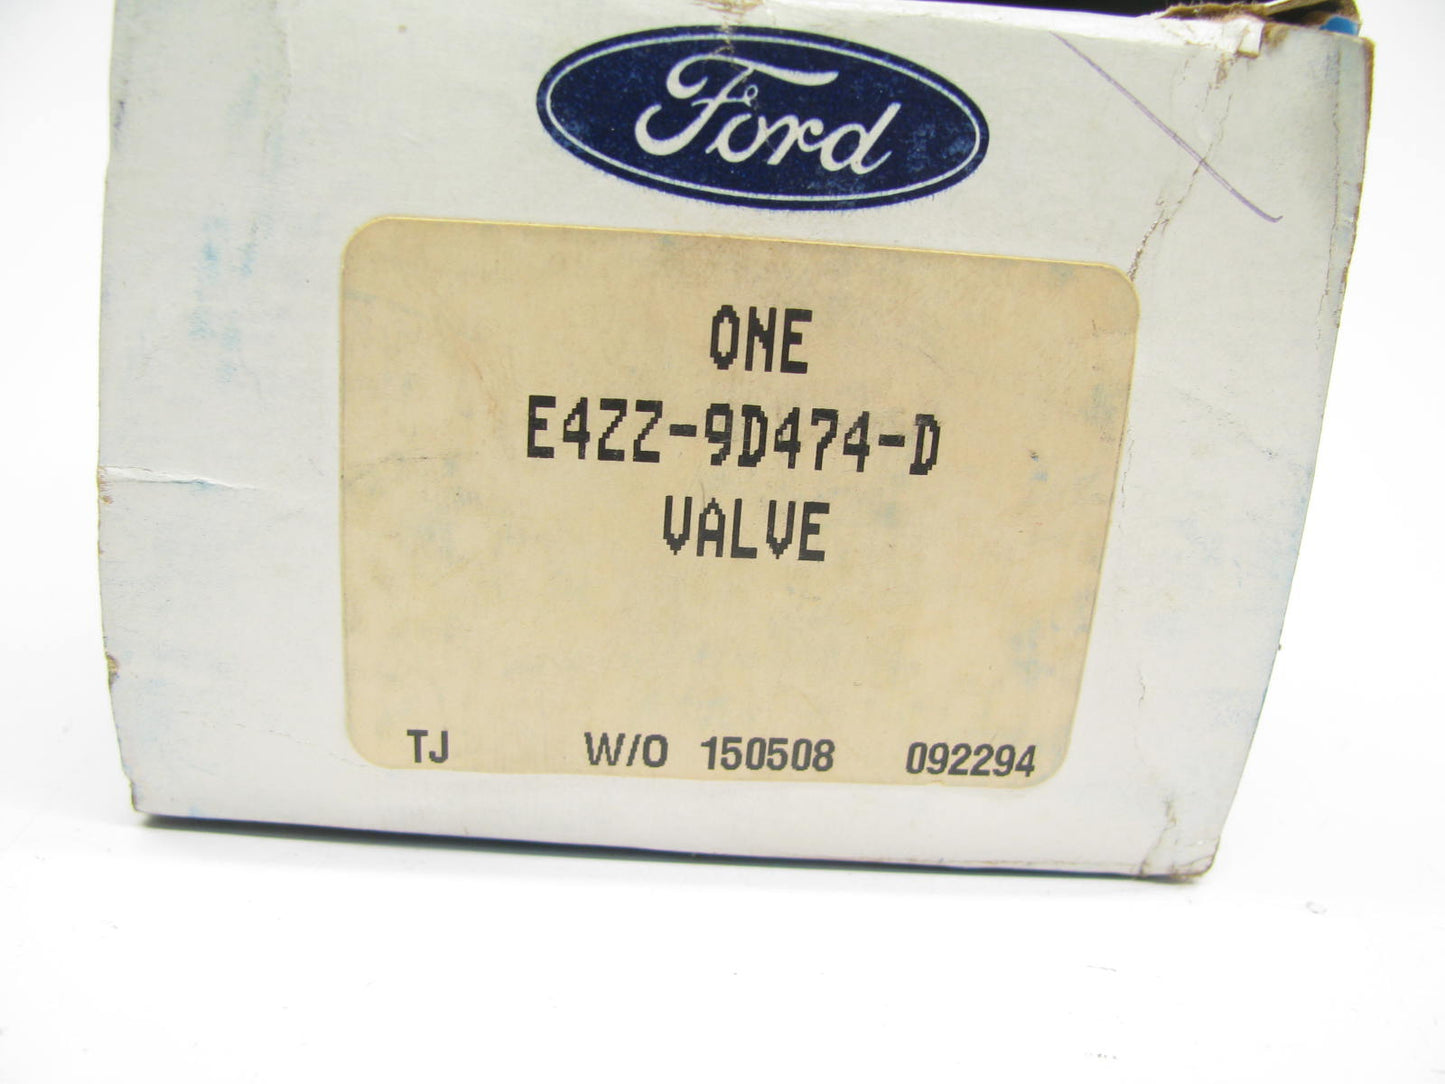 Ford
ONE
E4ZZ-9D474-D
VALVE
TJ W/O 150508 092294